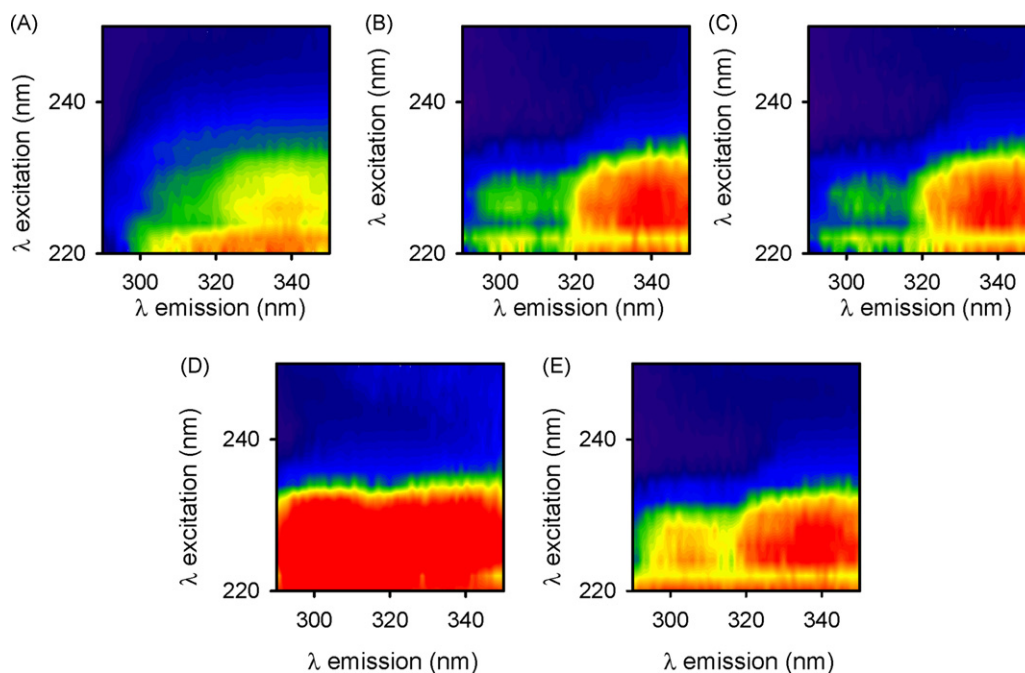 (A)
λ excitation (nm)
240
220
300 320 340
λ emission (nm)
(B)
λ excitation (nm)
240
220
300 320 340
λ emission (nm)
(C)
λ excitation (nm)
240
220
300 320 340
λ emission (nm)
(D)
λ excitation (nm)
240
220
300 320 340
λ emission (nm)
(E)
λ excitation (nm)
240
220
300 320 340
λ emission (nm)